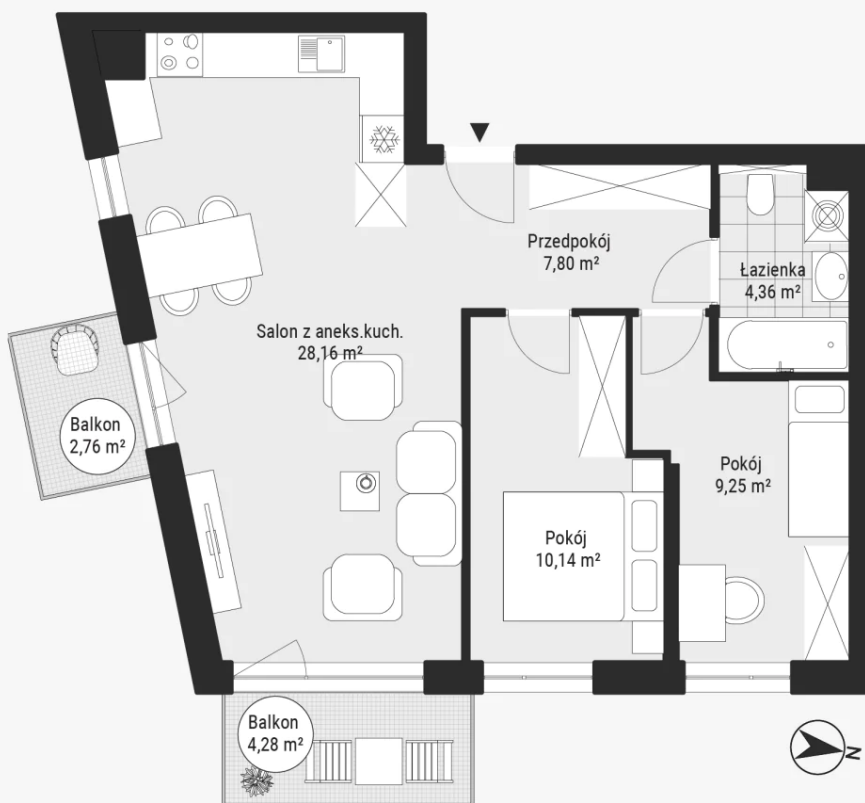 Przedpokój
7,80 m²
Łazienka
4,36 m²
Salon z aneks.kuch.
28,16 m²
Balkon
2,76 m²
Pokój
9,25 m²
Pokój
10,14 m²
Balkon
4,28 m²
N